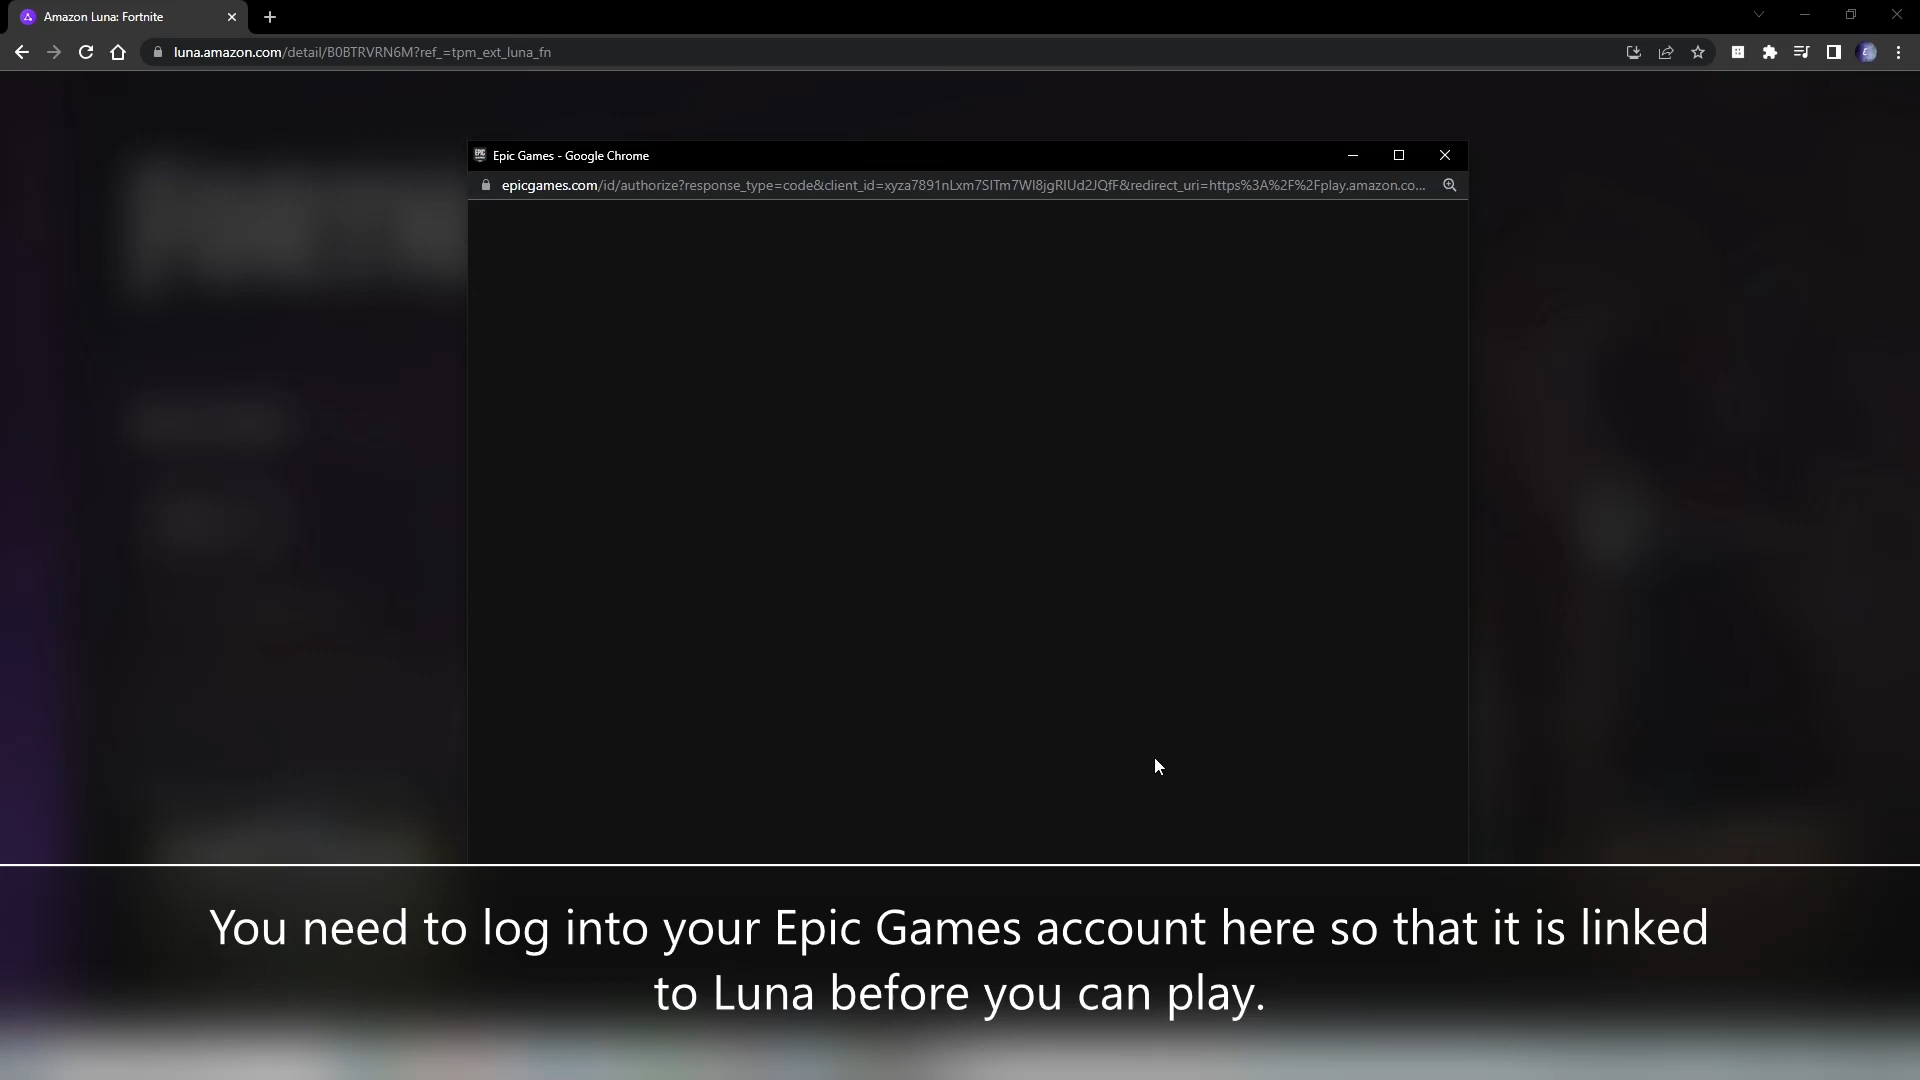 Amazon Luna: Fortnite
luna.amazon.com/detail/B0BTRVRN6M?ref_=tpm_ext_luna_fn
Epic Games - Google Chrome
epicgames.com/id/authorize?response_type=code&client_id=xyza7891nLxm7SITm7WI8jgRIUd2JQfF&redirect_uri=https%3A%2F%2Fplay.amazon.co...
You need to log into your Epic Games account here so that it is linked
to Luna before you can play.